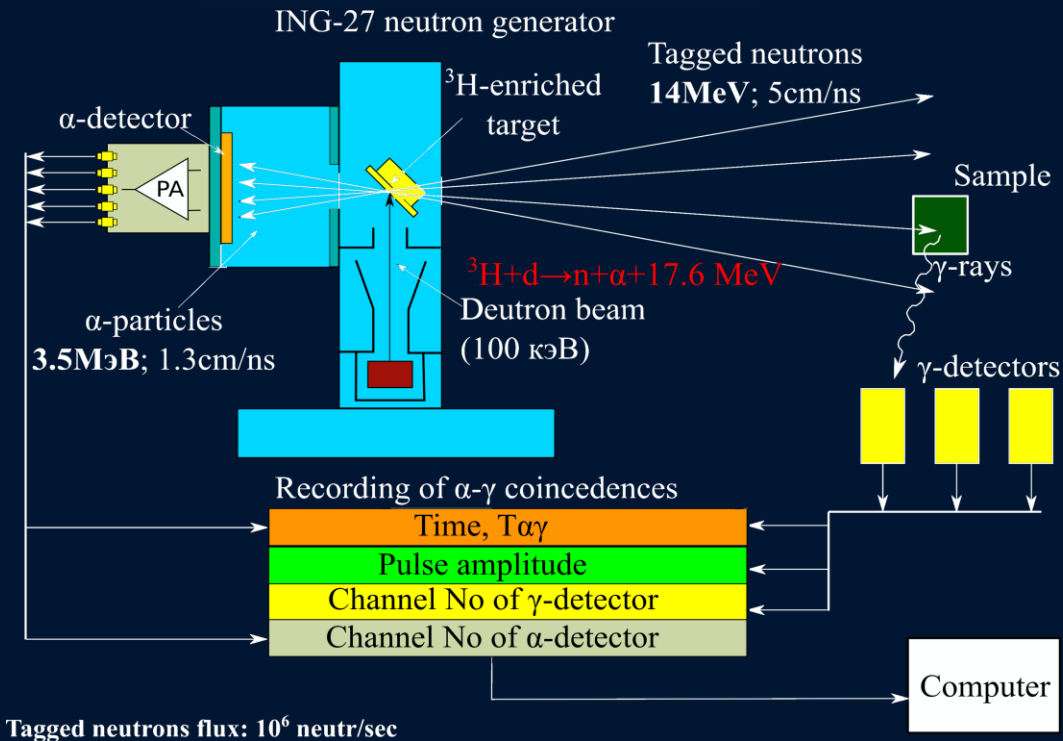 ING-27 neutron generator
Tagged neutrons
14MeV; 5cm/ns
³H-enriched
target
α-detector
PA
Sample
γ-rays
³H+d→n+α+17.6 MeV
Deutron beam
(100 кэВ)
α-particles
3.5МэВ; 1.3cm/ns
γ-detectors
Recording of α-γ coincedences
Time, Tαγ
Pulse amplitude
Channel No of γ-detector
Channel No of α-detector
Computer
Tagged neutrons flux: 10⁶ neutr/sec